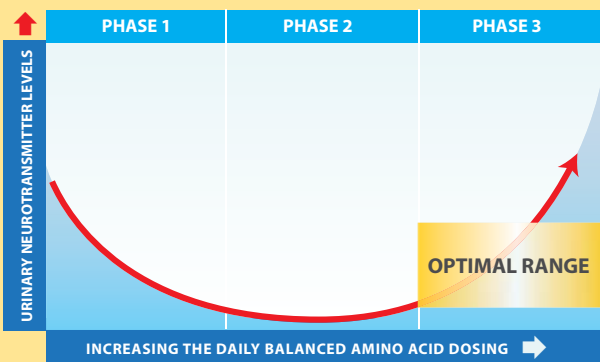 PHASE 1
PHASE 2
PHASE 3
URINARY NEUROTRANSMITTER LEVELS
OPTIMAL RANGE
INCREASING THE DAILY BALANCED AMINO ACID DOSING